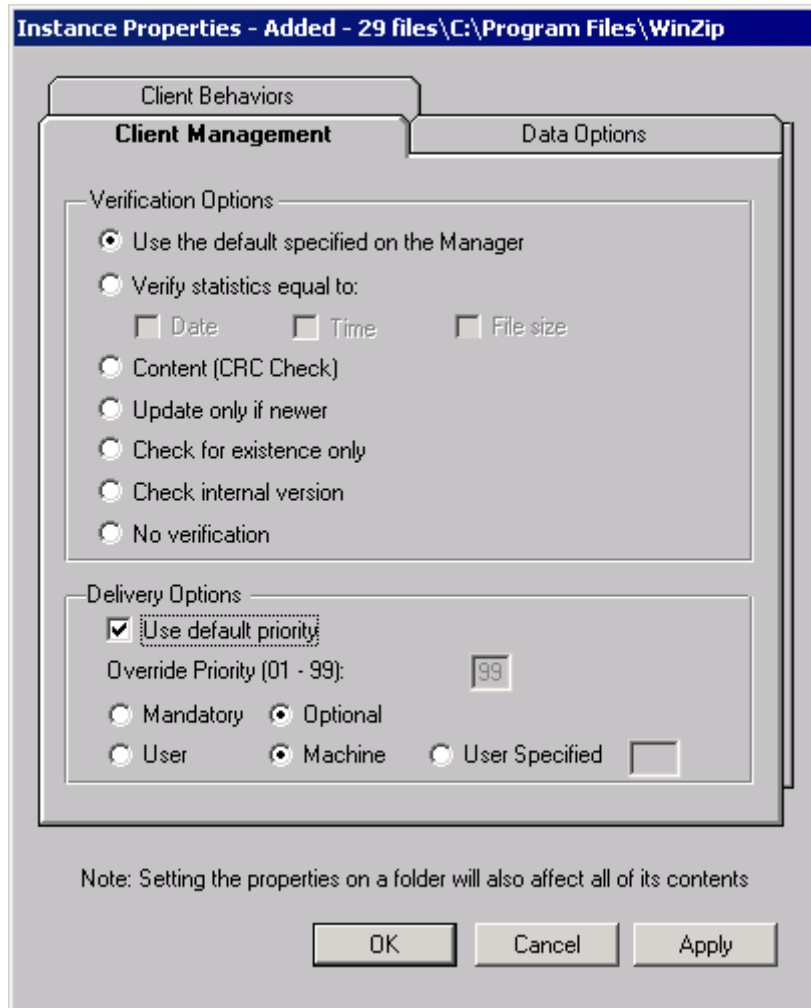 Instance Properties - Added - 29 files\C:\Program Files\WinZip
Client Behaviors
Client Management
Data Options
Verification Options
Use the default specified on the Manager
Verify statistics equal to:
Date Time File size
Content (CRC Check)
Update only if newer
Check for existence only
Check internal version
No verification
Delivery Options
Use default priority
Override Priority (01 - 99): 99
Mandatory Optional
User Machine User Specified
Note: Setting the properties on a folder will also affect all of its contents
OK Cancel Apply